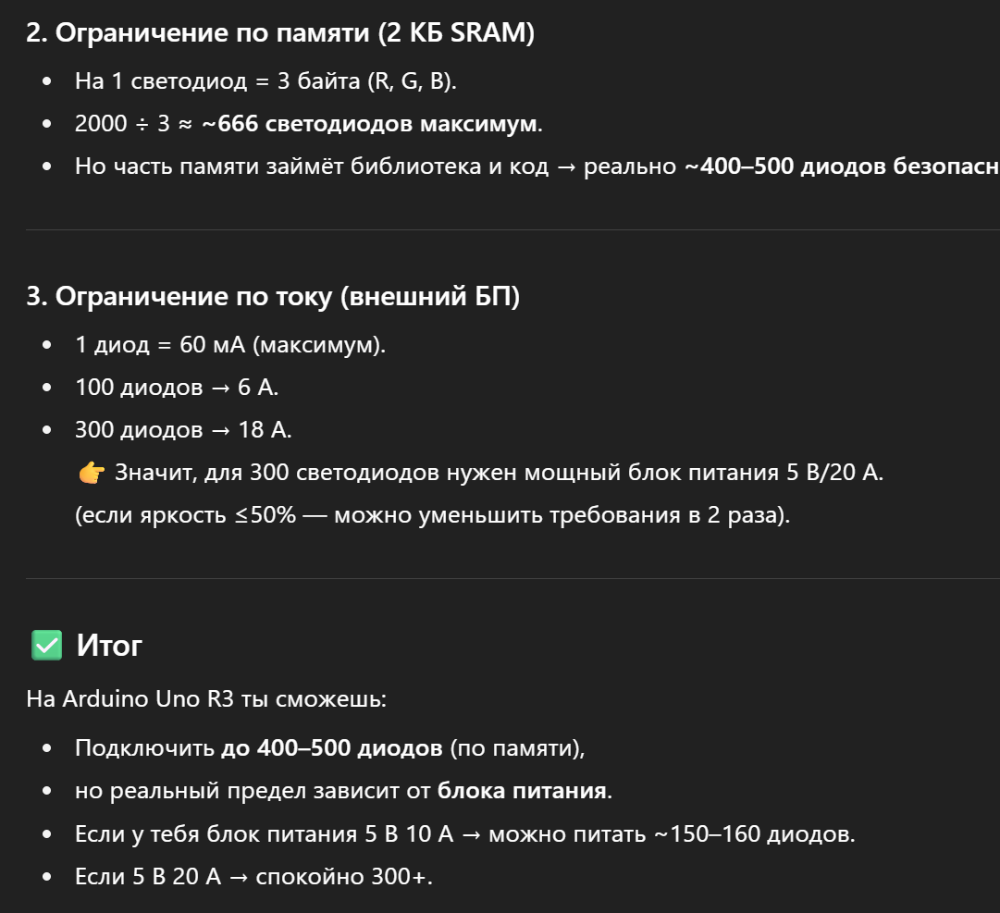 2. Ограничение по памяти (2 КБ SRAM)
• На 1 светодиод = 3 байта (R, G, B).
• 2000 ÷ 3 ≈ ~666 светодиодов максимум.
• Но часть памяти займёт библиотека и код → реально ~400–500 диодов безопасн
3. Ограничение по току (внешний БП)
• 1 диод = 60 мА (максимум).
• 100 диодов → 6 А.
• 300 диодов → 18 А.
👉 Значит, для 300 светодиодов нужен мощный блок питания 5 В/20 А.
(если яркость ≤50% — можно уменьшить требования в 2 раза).
✅ Итог
На Arduino Uno R3 ты сможешь:
• Подключить до 400–500 диодов (по памяти),
• но реальный предел зависит от блока питания.
• Если у тебя блок питания 5 В 10 А → можно питать ~150–160 диодов.
• Если 5 В 20 А → спокойно 300+.